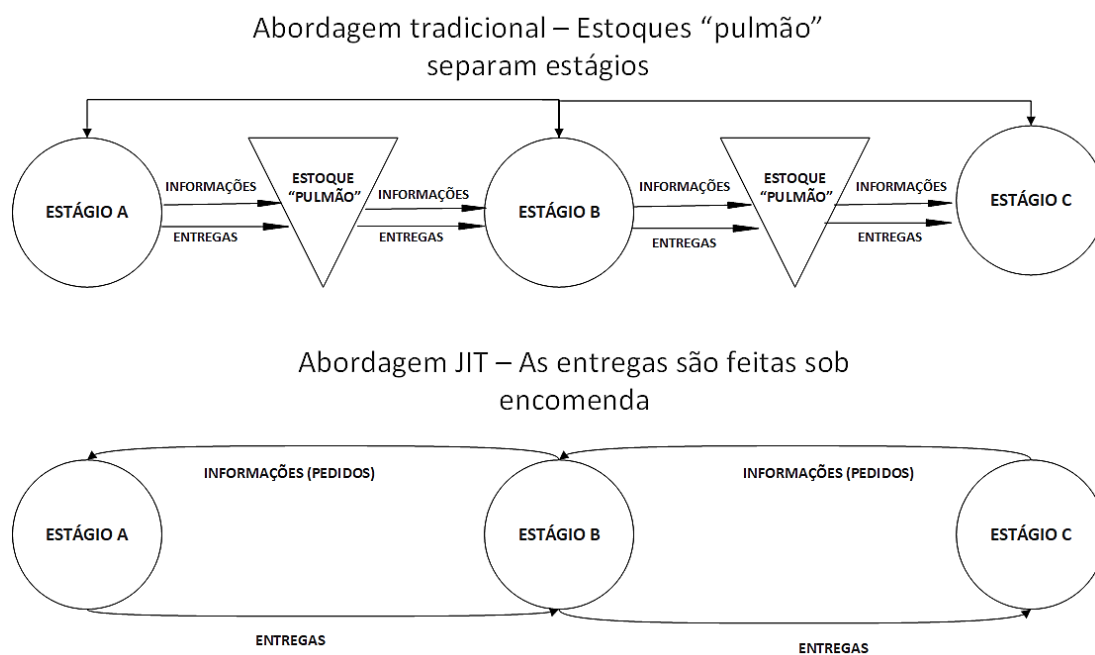 Abordagem tradicional – Estoques “pulmão”
separam estágios
ESTÁGIO A
INFORMAÇÕES
ENTREGAS
ESTOQUE
“PULMÃO”
INFORMAÇÕES
ENTREGAS
ESTÁGIO B
INFORMAÇÕES
ENTREGAS
ESTOQUE
“PULMÃO”
INFORMAÇÕES
ENTREGAS
ESTÁGIO C
Abordagem JIT – As entregas são feitas sob
encomenda
INFORMAÇÕES (PEDIDOS)
INFORMAÇÕES (PEDIDOS)
ESTÁGIO A
ESTÁGIO B
ESTÁGIO C
ENTREGAS
ENTREGAS